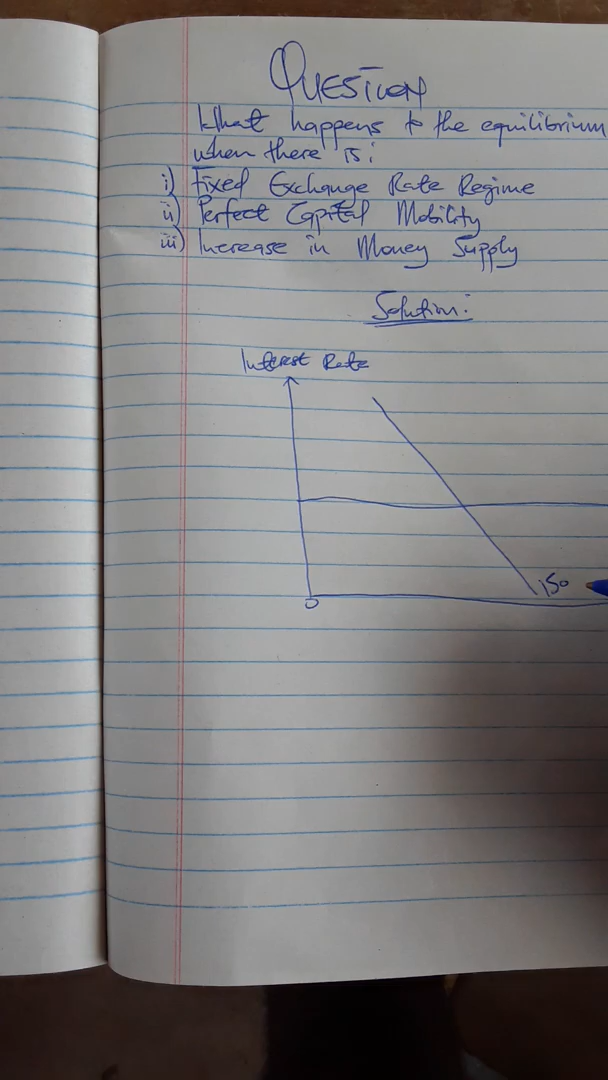 QUESTION
What happens to the equilibrium
when there is:
i) Fixed Exchange Rate Regime
ii) Perfect Capital Mobility
iii) Increase in Money Supply
Solution:
Interest Rate
IS0
0